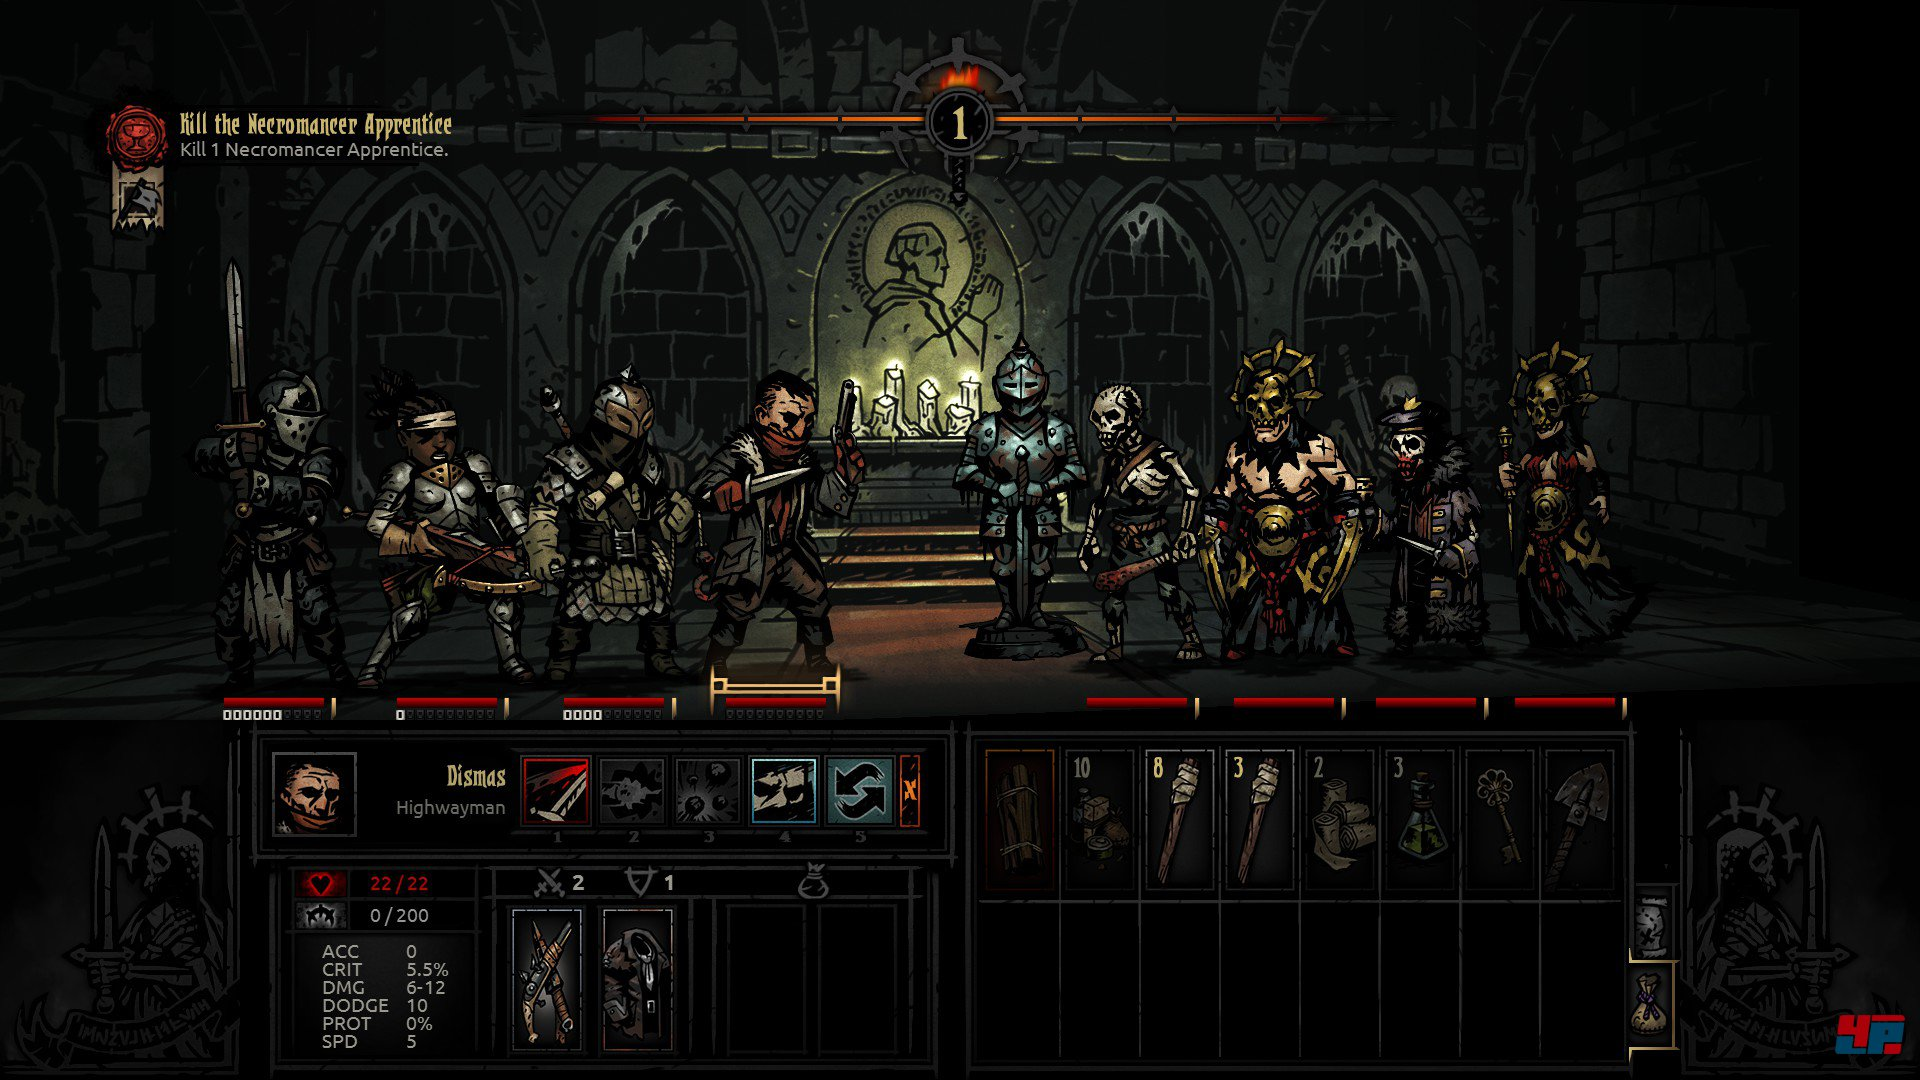 1
Kill the Necromancer Apprentice
Kill 1 Necromancer Apprentice.
Dismas
Highwayman
1 2 3 4 5
X
22 / 22
0 / 200
2 1
ACC 0
CRIT 5.5%
DMG 6-12
DODGE 10
PROT 0%
SPD 5
10 8 3 2 3
4P